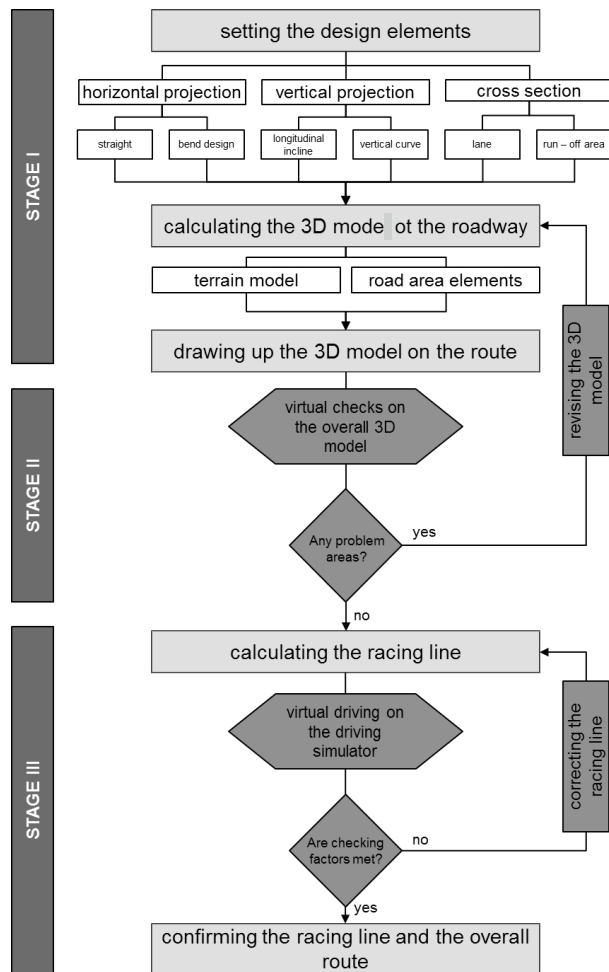 setting the design elements
horizontal projection
vertical projection
cross section
straight
bend design
longitudinal
incline
vertical curve
lane
run – off area
STAGE I
calculating the 3D mode ot the roadway
terrain model
road area elements
revising the 3D
model
drawing up the 3D model on the route
STAGE II
virtual checks on
the overall 3D
model
Any problem
areas?
yes
no
STAGE III
calculating the racing line
virtual driving on
the driving
simulator
correcting the
racing line
Are checking
factors met?
no
yes
confirming the racing line and the overall
route